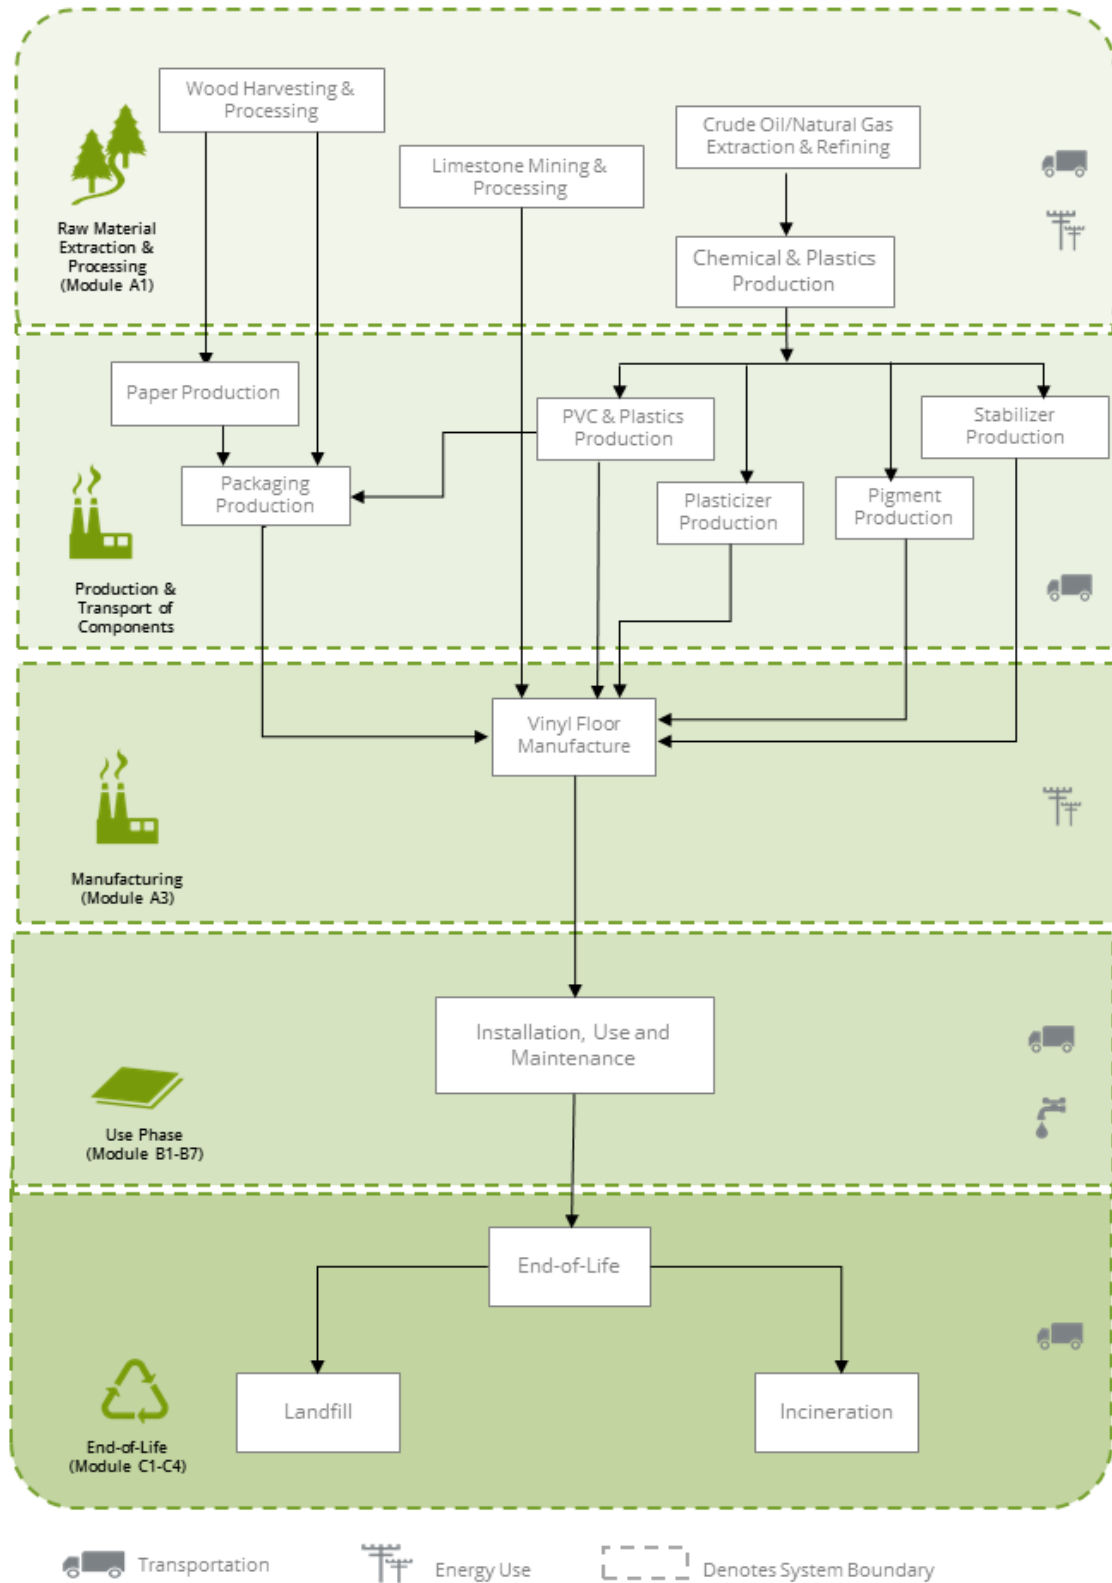 Wood Harvesting &
Processing
Crude Oil/Natural Gas
Extraction & Refining
Limestone Mining &
Processing
Raw Material
Extraction &
Processing
(Module A1)
Chemical & Plastics
Production
Paper Production
PVC & Plastics
Production
Stabilizer
Production
Packaging
Production
Plasticizer
Production
Pigment
Production
Production &
Transport of
Components
Vinyl Floor
Manufacture
Manufacturing
(Module A3)
Installation, Use and
Maintenance
Use Phase
(Module B1-B7)
End-of-Life
Landfill
Incineration
End-of-Life
(Module C1-C4)
Transportation
Energy Use
Denotes System Boundary